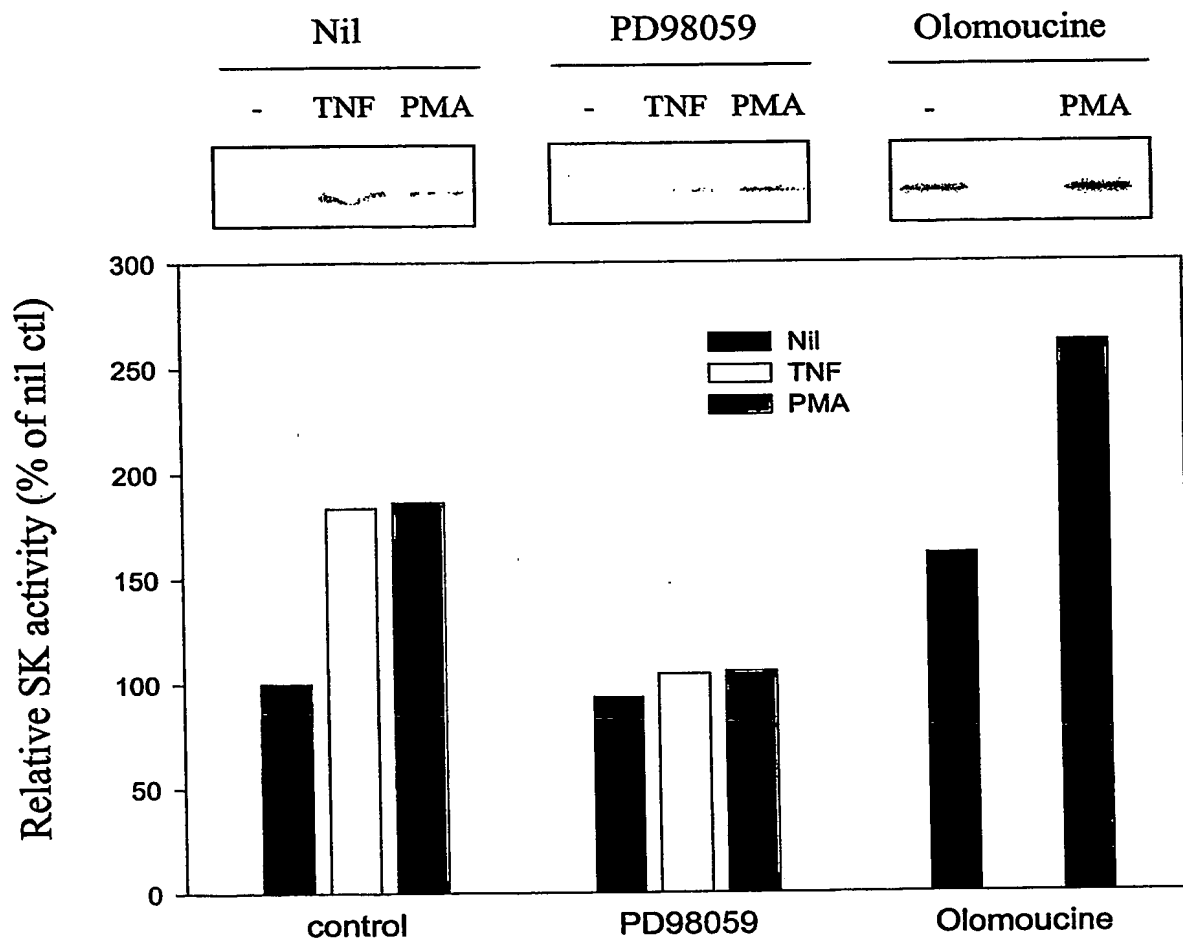 Nil PD98059 Olomoucine
- TNF PMA - TNF PMA - PMA
300
250
200
150
100
50
0
Relative SK activity (% of nil ctl)
Nil
TNF
PMA
control PD98059 Olomoucine